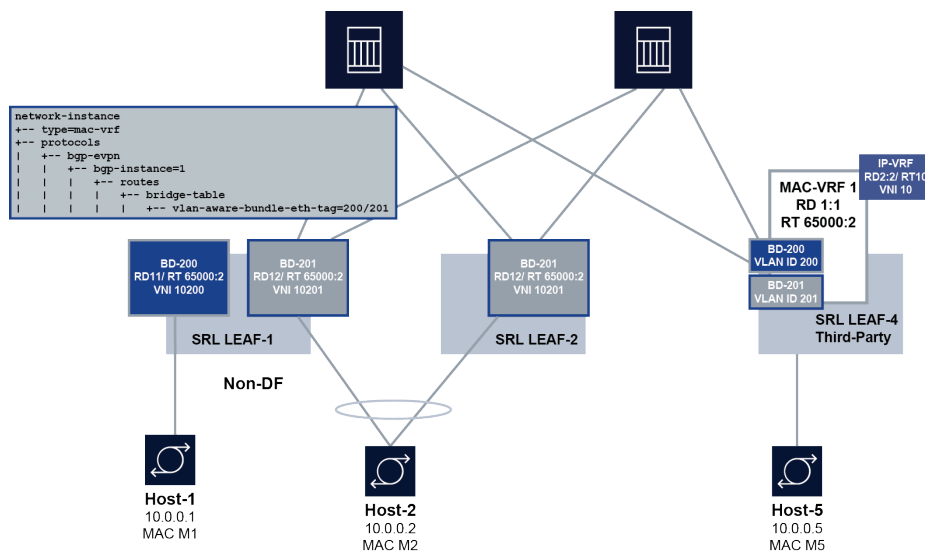 network-instance
+-- type=mac-vrf
+-- protocols
| +-- bgp-evpn
| | +-- bgp-instance=1
| | | +-- routes
| | | | +-- bridge-table
| | | | | +-- vlan-aware-bundle-eth-tag=200/201
IP-VRF
RD2:2/ RT10
VNI 10
MAC-VRF 1
RD 1:1
RT 65000:2
BD-200
VLAN ID 200
BD-201
VLAN ID 201
BD-200
RD11/ RT 65000:2
VNI 10200
BD-201
RD12/ RT 65000:2
VNI 10201
BD-201
RD12/ RT 65000:2
VNI 10201
SRL LEAF-1
SRL LEAF-2
SRL LEAF-4
Third-Party
Non-DF
Host-1
10.0.0.1
MAC M1
Host-2
10.0.0.2
MAC M2
Host-5
10.0.0.5
MAC M5